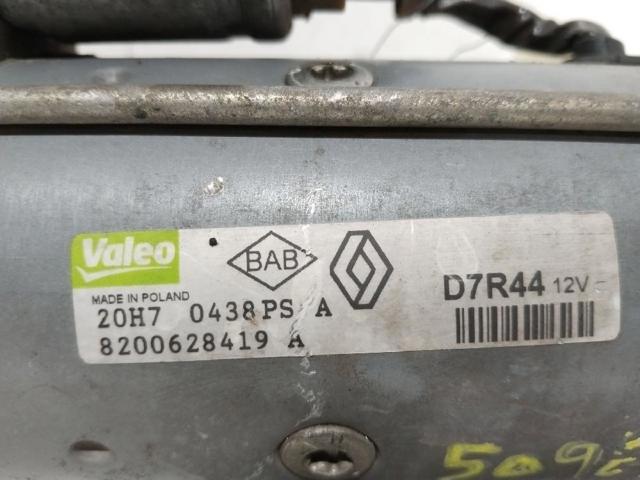 Valeo
BAB
D7R44 12V
MADE IN POLAND
20H7 0438PS A
8200628419 A